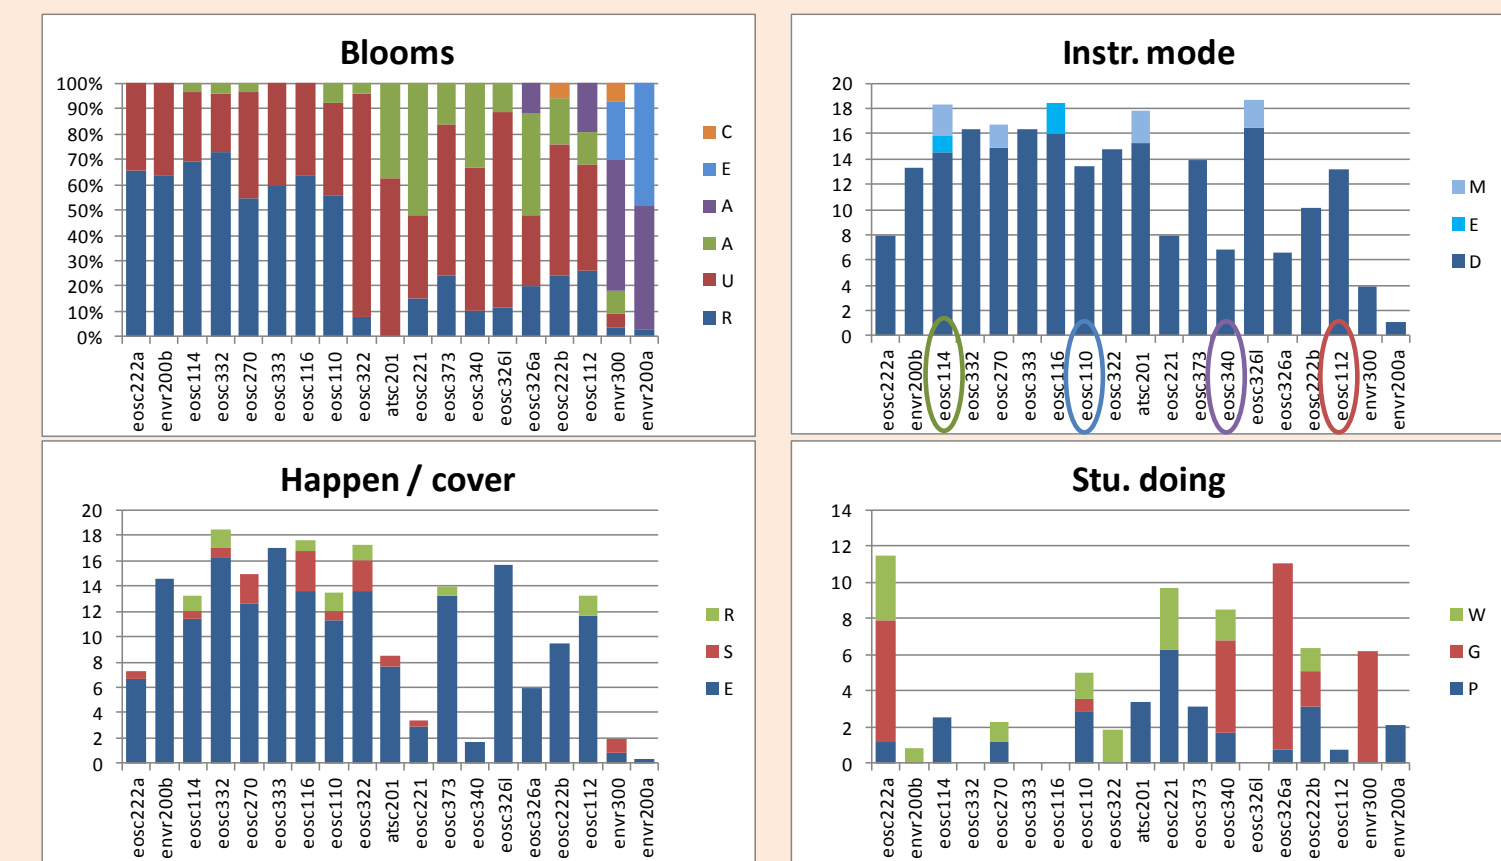 Blooms
100%
90%
80%
70%
60%
50%
40%
30%
20%
10%
0%
C
E
A
A
U
R
eosc222a
envr200b
eosc114
eosc332
eosc270
eosc333
eosc116
eosc110
eosc322
atsc201
eosc221
eosc373
eosc340
eosc326l
eosc326a
eosc222b
eosc112
envr300
envr200a
Instr. mode
20
18
16
14
12
10
8
6
4
2
0
M
E
D
eosc222a
envr200b
eosc114
eosc332
eosc270
eosc333
eosc116
eosc110
eosc322
atsc201
eosc221
eosc373
eosc340
eosc326l
eosc326a
eosc222b
eosc112
envr300
envr200a
Happen / cover
20
18
16
14
12
10
8
6
4
2
0
R
S
E
eosc222a
envr200b
eosc114
eosc332
eosc270
eosc333
eosc116
eosc110
eosc322
atsc201
eosc221
eosc373
eosc340
eosc326l
eosc326a
eosc222b
eosc112
envr300
envr200a
Stu. doing
14
12
10
8
6
4
2
0
W
G
P
eosc222a
envr200b
eosc114
eosc332
eosc270
eosc333
eosc116
eosc110
eosc322
atsc201
eosc221
eosc373
eosc340
eosc326l
eosc326a
eosc222b
eosc112
envr300
envr200a